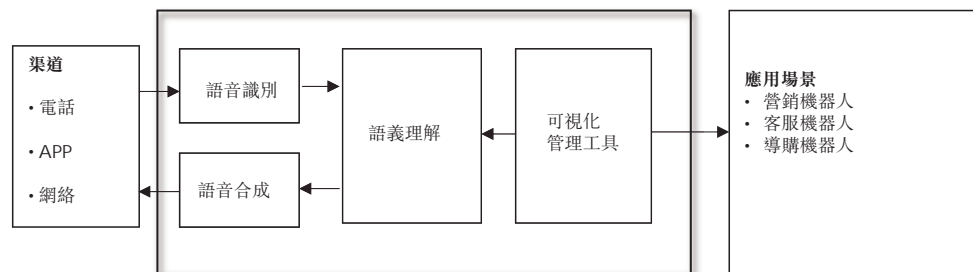 渠道
• 電話
• APP
• 網絡
語音識別
語音合成
語義理解
可視化
管理工具
應用場景
• 營銷機器人
• 客服機器人
• 導購機器人